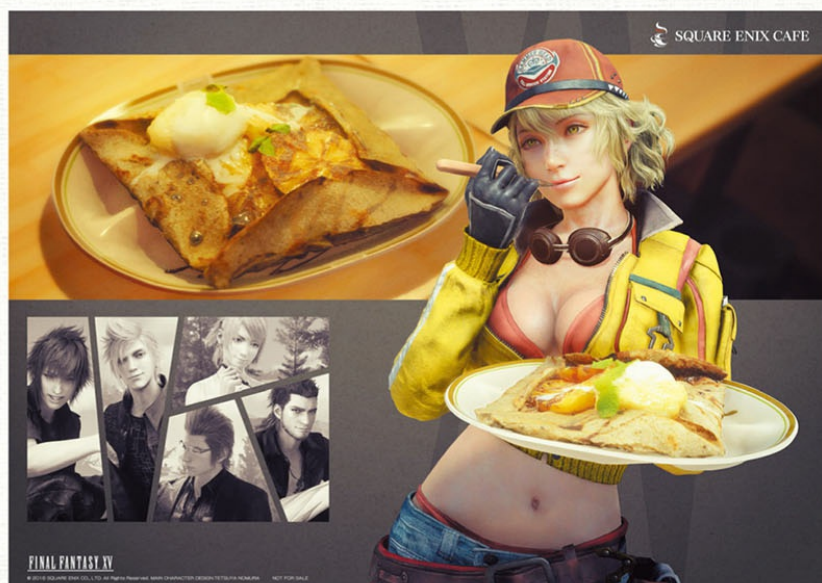 SQUARE ENIX CAFE
FINAL FANTASY XV
© 2016 SQUARE ENIX CO., LTD. All Rights Reserved. MAIN CHARACTER DESIGN:TETSUYA NOMURA NOT FOR SALE